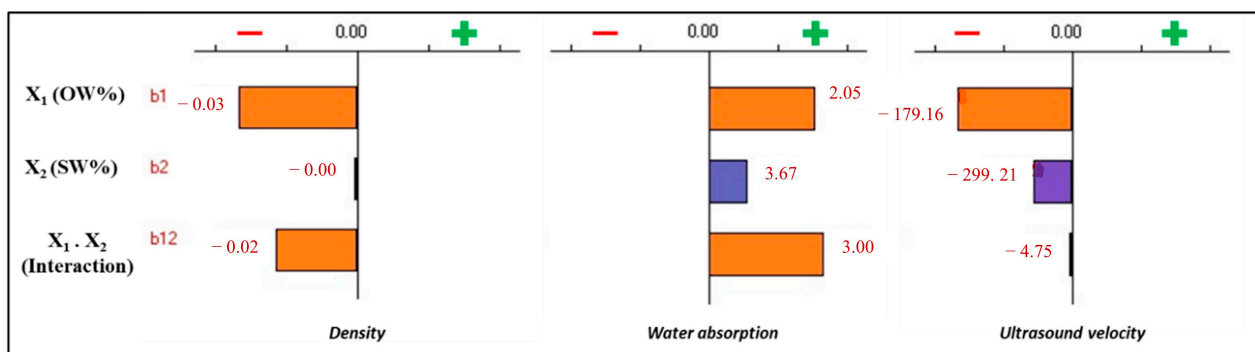 0.00 0.00 0.00
X₁ (OW%) b1 − 0.03 2.05 − 179.16
X₂ (SW%) b2 − 0.00 3.67 − 299. 21
X₁ . X₂ b12 − 0.02 3.00 − 4.75
(Interaction)
Density Water absorption Ultrasound velocity